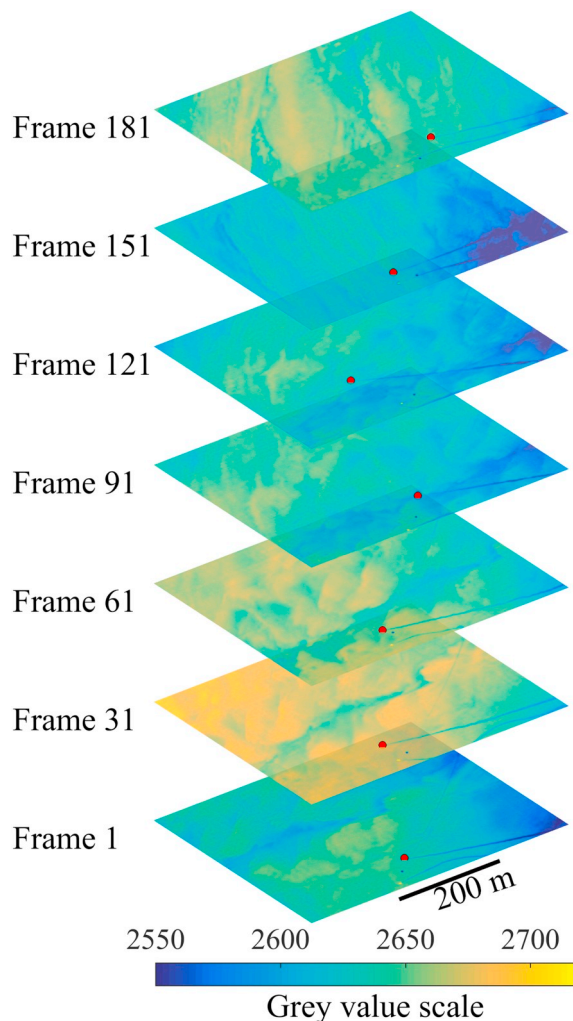 Frame 181
Frame 151
Frame 121
Frame 91
Frame 61
Frame 31
Frame 1
200 m
2550 2600 2650 2700
Grey value scale